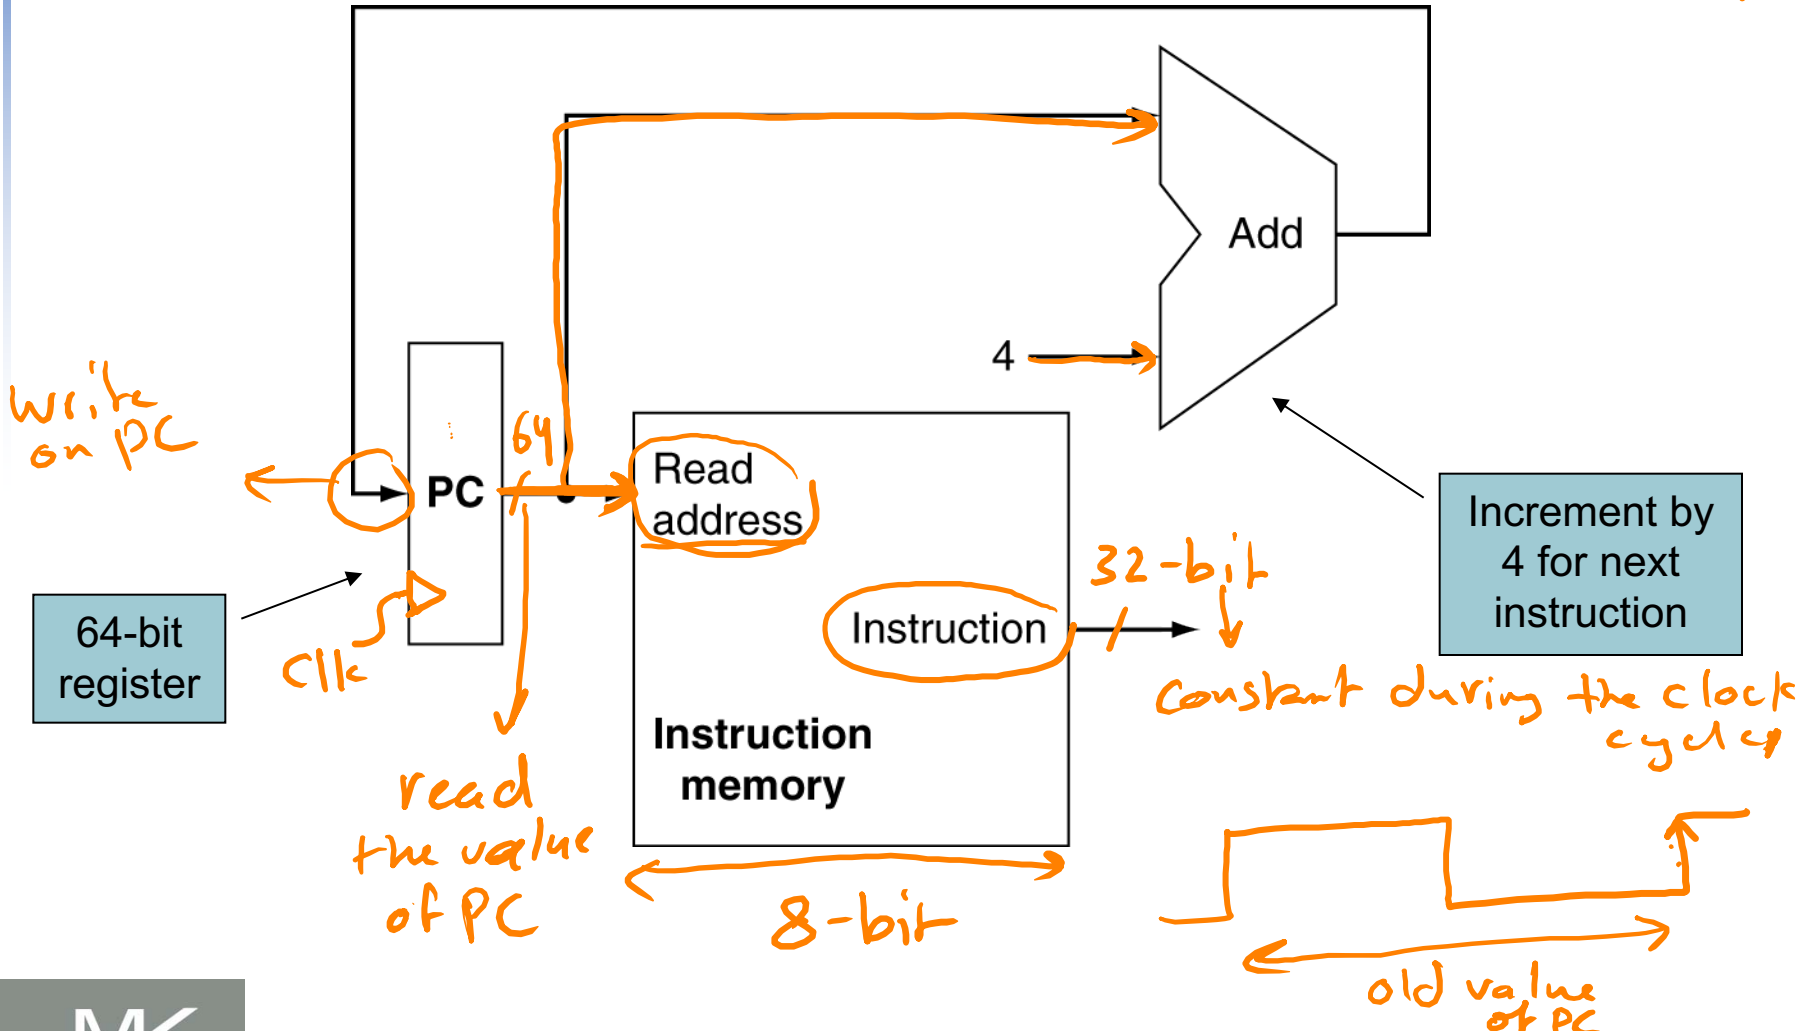 Add
4
write
on PC
64
PC
Read
address
Increment by
4 for next
instruction
32-bit
Instruction
64-bit
register
Clk
constant during the clock
cycle
Instruction
memory
read
the value
of PC
8-bit
old value
of PC
MK